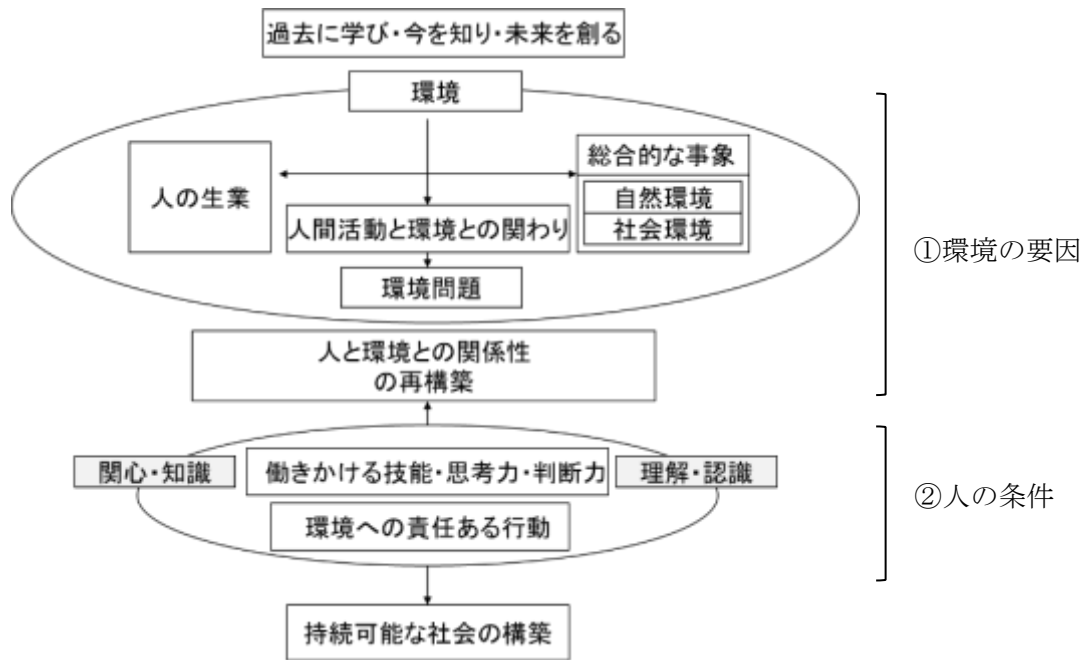 過去に学び・今を知り・未来を創る
環境
人の生業
総合的な事象
自然環境
社会環境
人間活動と環境との関わり
環境問題
①環境の要因
人と環境との関係性
の再構築
関心・知識
働きかける技能・思考力・判断力
理解・認識
環境への責任ある行動
②人の条件
持続可能な社会の構築